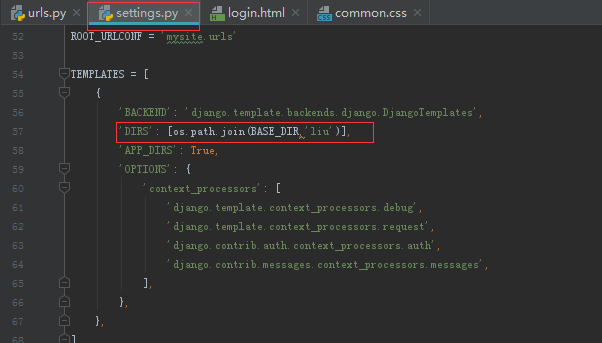 urls.py × settings.py × login.html × common.css ×
52 ROOT_URLCONF = 'mysite.urls'
53
54 TEMPLATES = [
55 {
56 'BACKEND': 'django.template.backends.django.DjangoTemplates',
57 'DIRS': [os.path.join(BASE_DIR,'liu')],
58 'APP_DIRS': True,
59 'OPTIONS': {
60 'context_processors': [
61 'django.template.context_processors.debug',
62 'django.template.context_processors.request',
63 'django.contrib.auth.context_processors.auth',
64 'django.contrib.messages.context_processors.messages',
65 ],
66 },
67 },
68 ]